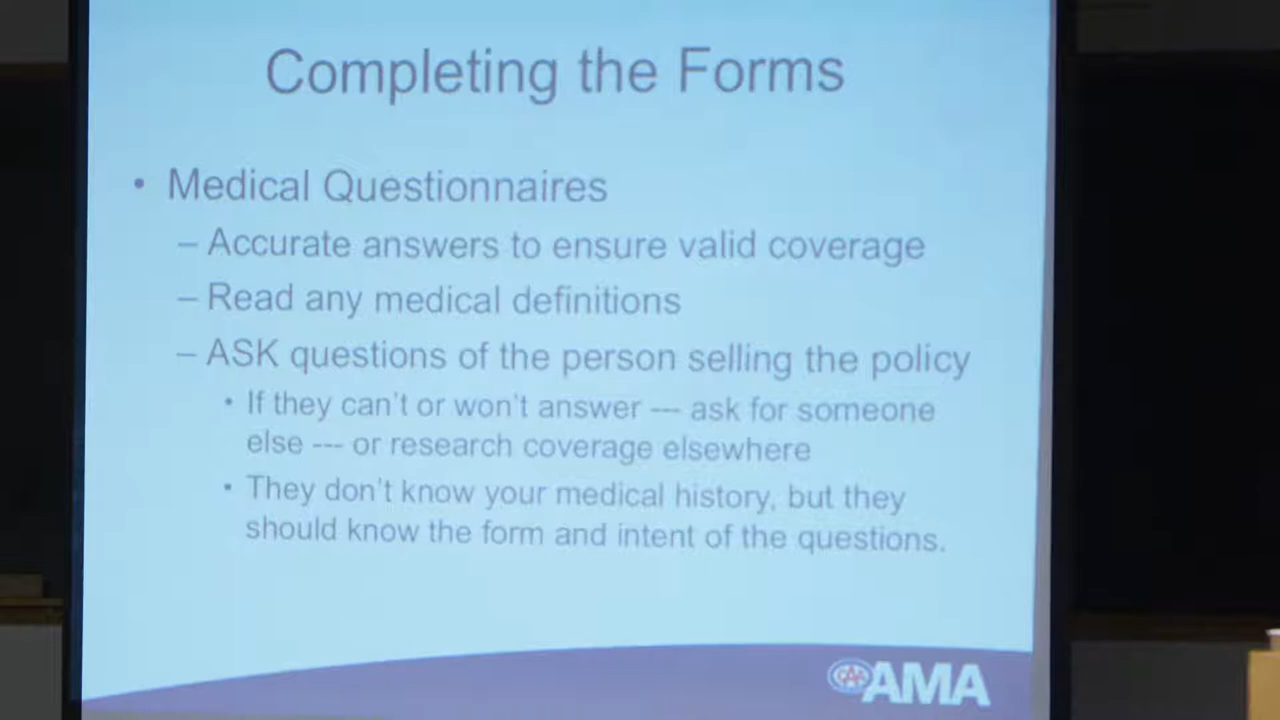 Completing the Forms
• Medical Questionnaires
– Accurate answers to ensure valid coverage
– Read any medical definitions
– ASK questions of the person selling the policy
• If they can't or won't answer --- ask for someone
else --- or research coverage elsewhere
• They don't know your medical history, but they
should know the form and intent of the questions.
CAA AMA